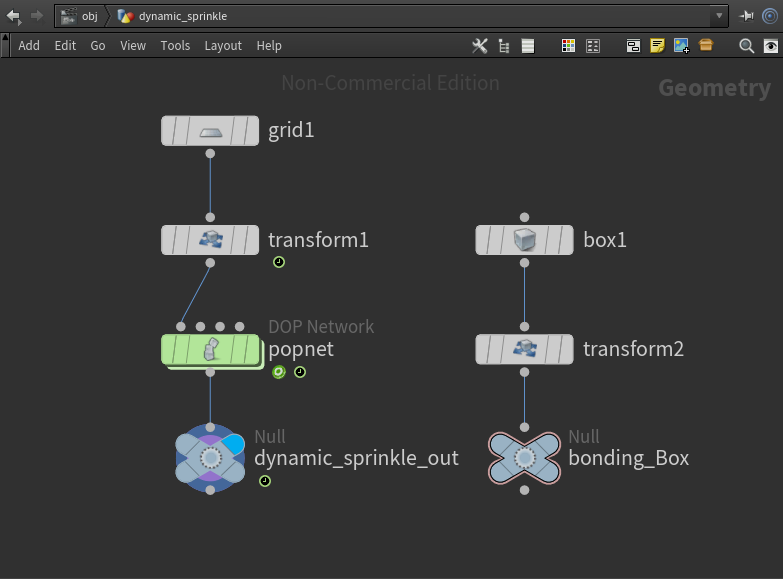 obj dynamic_sprinkle
Add Edit Go View Tools Layout Help
Non-Commercial Edition
Geometry
grid1
transform1
box1
DOP Network
popnet
transform2
Null
dynamic_sprinkle_out
Null
bonding_Box